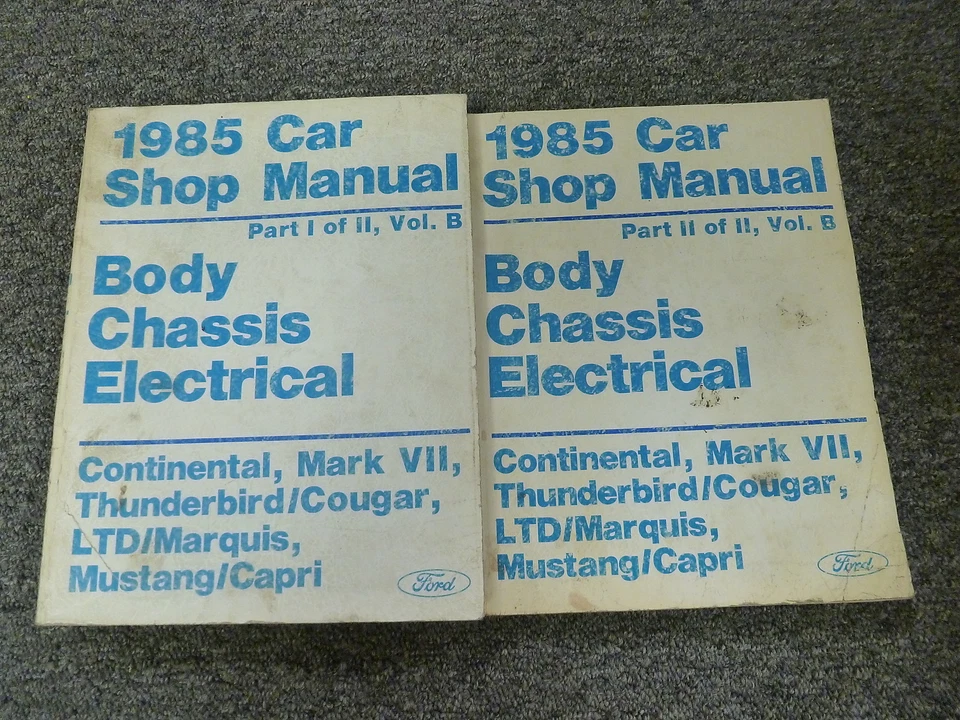 1985 Car
Shop Manual
Part I of II, Vol. B
Body
Chassis
Electrical
Continental, Mark VII,
Thunderbird/Cougar,
LTD/Marquis,
Mustang/Capri
Ford
1985 Car
Shop Manual
Part II of II, Vol. B
Body
Chassis
Electrical
Continental, Mark VII,
Thunderbird/Cougar,
LTD/Marquis,
Mustang/Capri
Ford